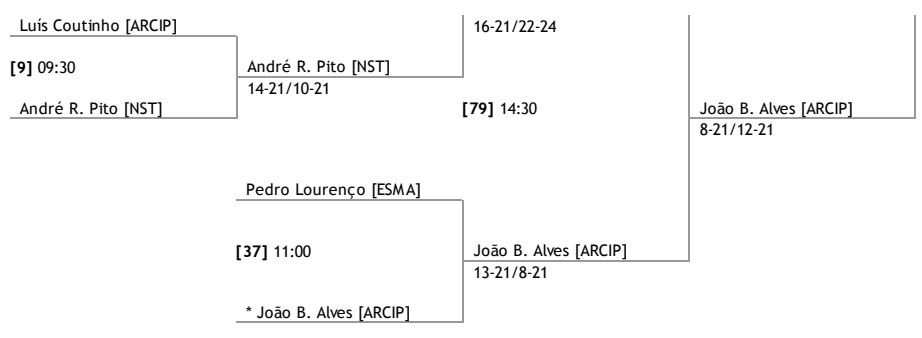 Luís Coutinho [ARCIP]
16-21/22-24
[9] 09:30
André R. Pito [NST]
14-21/10-21
André R. Pito [NST]
[79] 14:30
João B. Alves [ARCIP]
8-21/12-21
Pedro Lourenço [ESMA]
[37] 11:00
João B. Alves [ARCIP]
13-21/8-21
* João B. Alves [ARCIP]